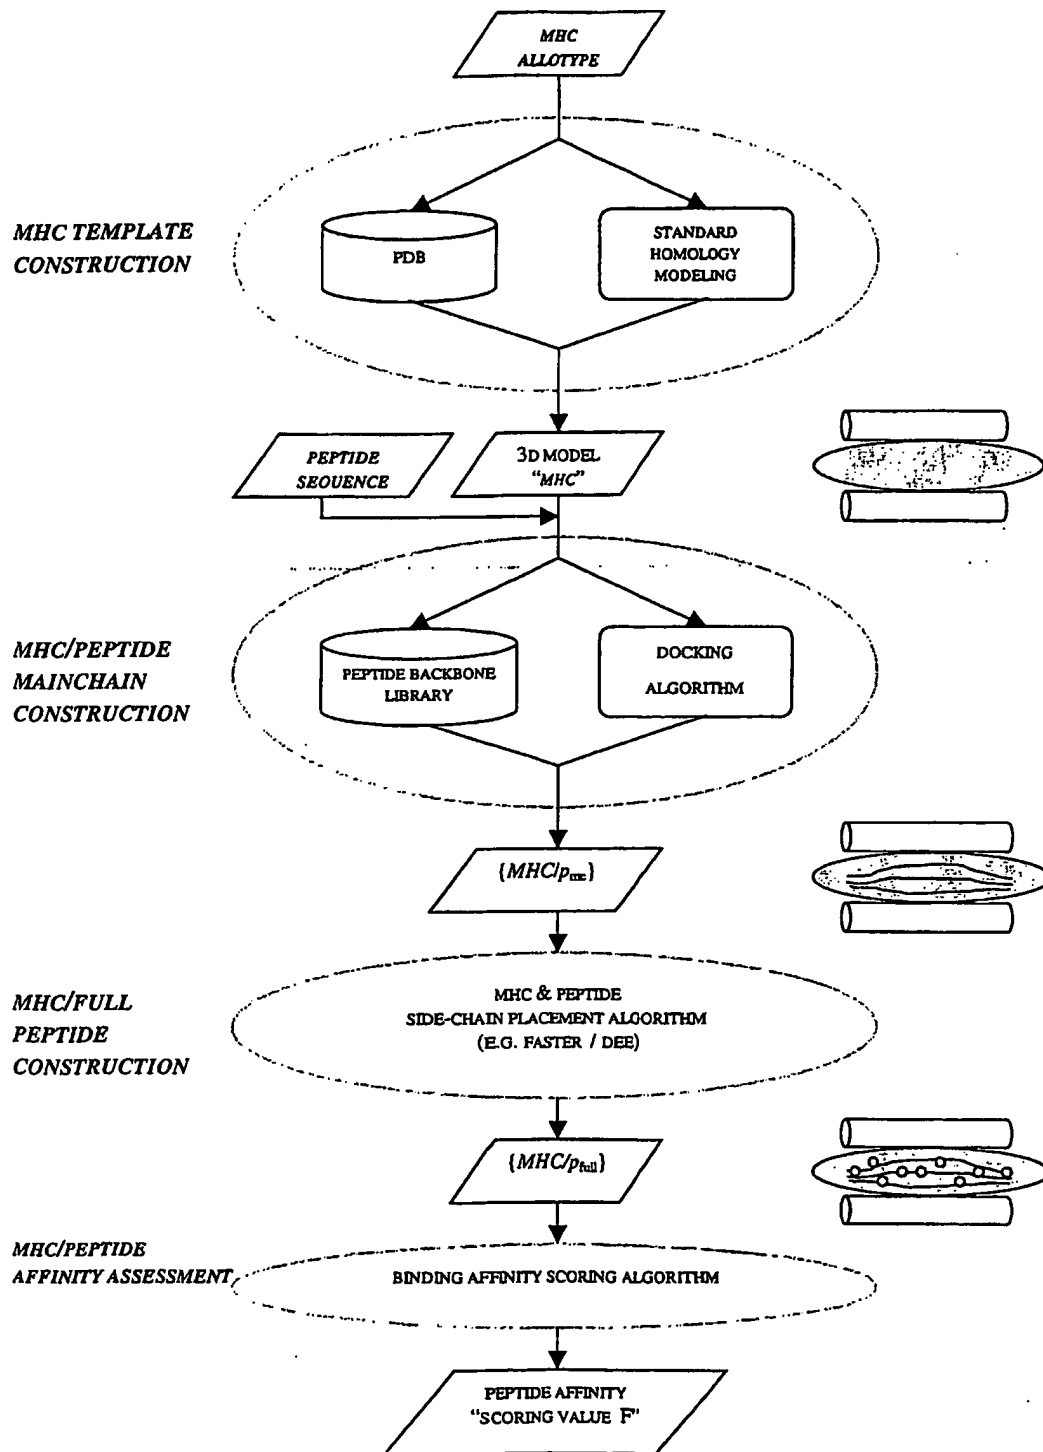 MHC
ALLOTYPE
MHC TEMPLATE
CONSTRUCTION
PDB
STANDARD
HOMOLOGY
MODELING
PEPTIDE
SEQUENCE
3D MODEL
"MHC"
MHC/PEPTIDE
MAINCHAIN
CONSTRUCTION
PEPTIDE BACKBONE
LIBRARY
DOCKING
ALGORITHM
{MHC/pmc}
MHC/FULL
PEPTIDE
CONSTRUCTION
MHC & PEPTIDE
SIDE-CHAIN PLACEMENT ALGORITHM
(E.G. FASTER / DEE)
{MHC/pfull}
MHC/PEPTIDE
AFFINITY ASSESSMENT
BINDING AFFINITY SCORING ALGORITHM
PEPTIDE AFFINITY
"SCORING VALUE F"